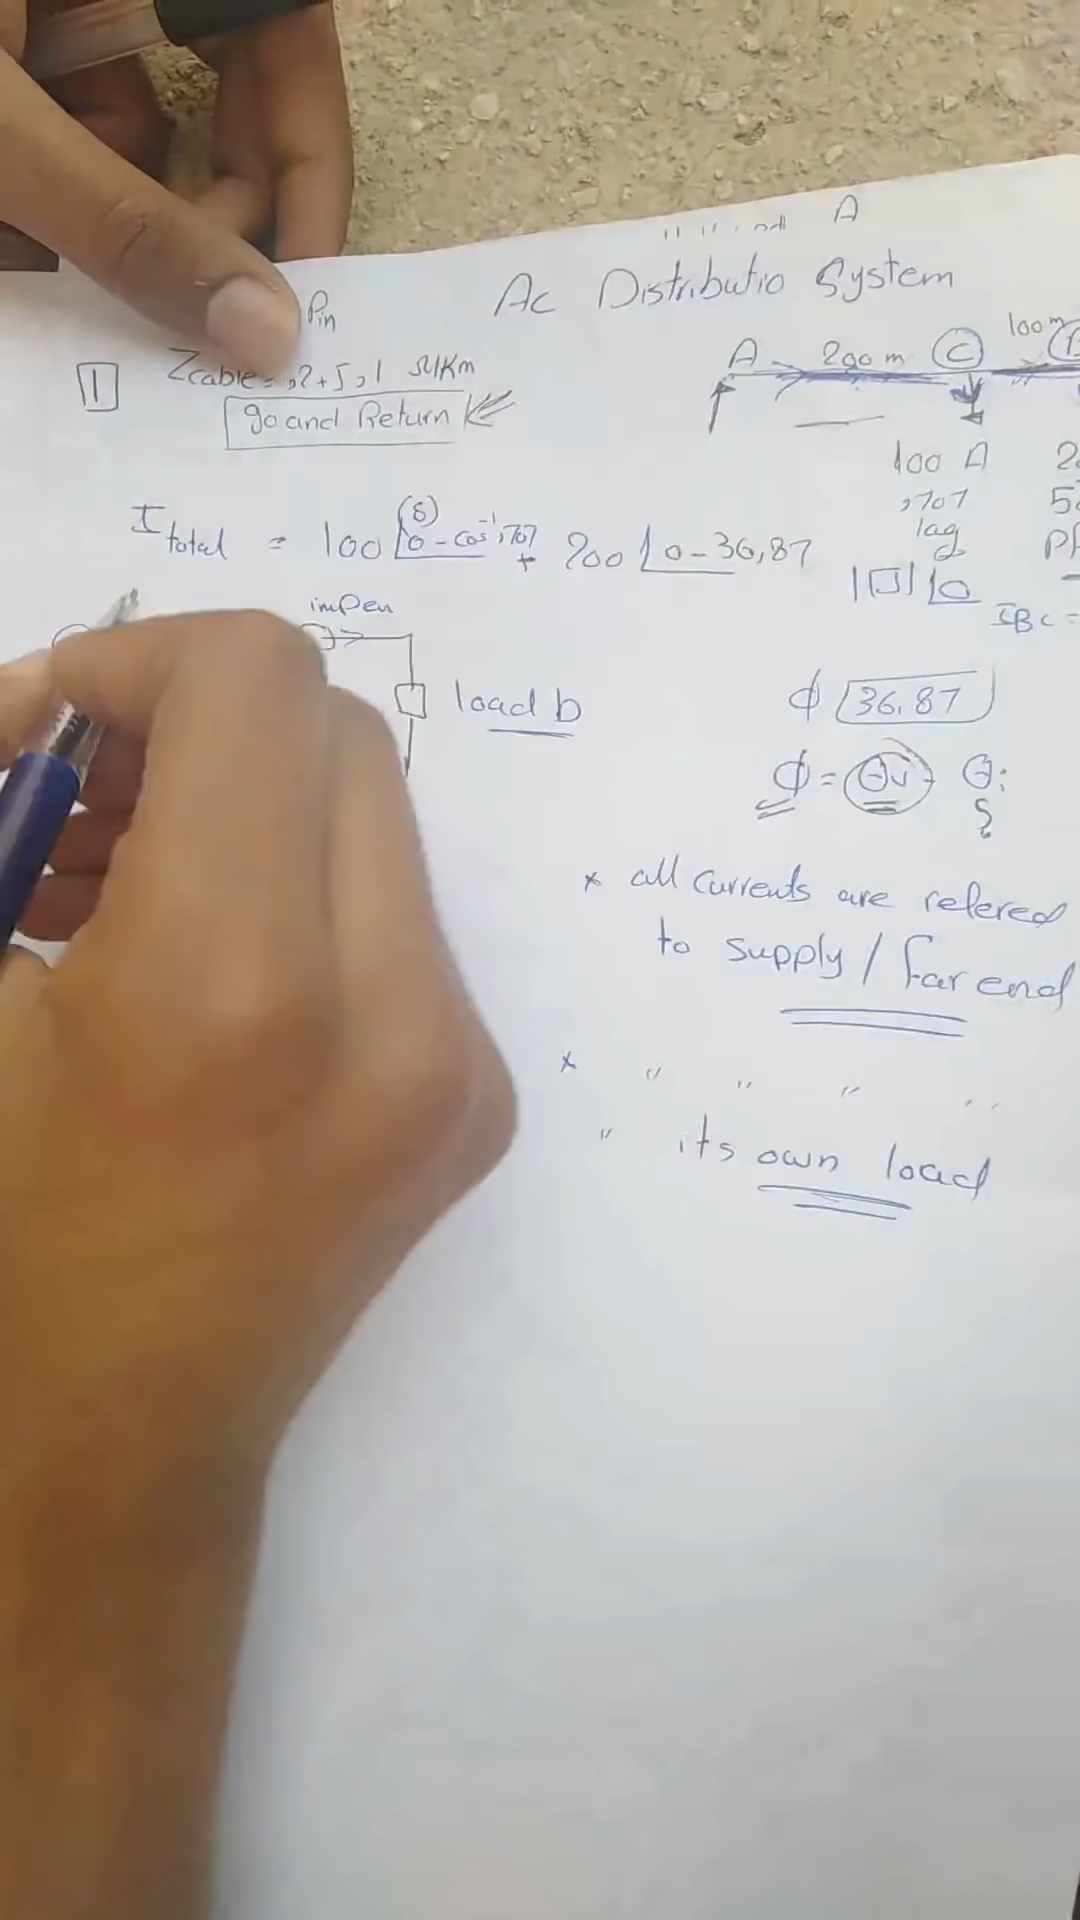 A
Ac Distributio System
Pin
1
Zcable = ,2+J,1 Ω/Km
go and Return
A 200 m C 100m
100 A
,707
lag
I total = 100 ∠0-cos⁻¹,707 + 200 ∠0-36,87
(δ)
IBC =
impen
load b
ϕ 36.87
ϕ = θv - θi
?
* all currents are refered
to supply / Far end
* " " " "
" its own load